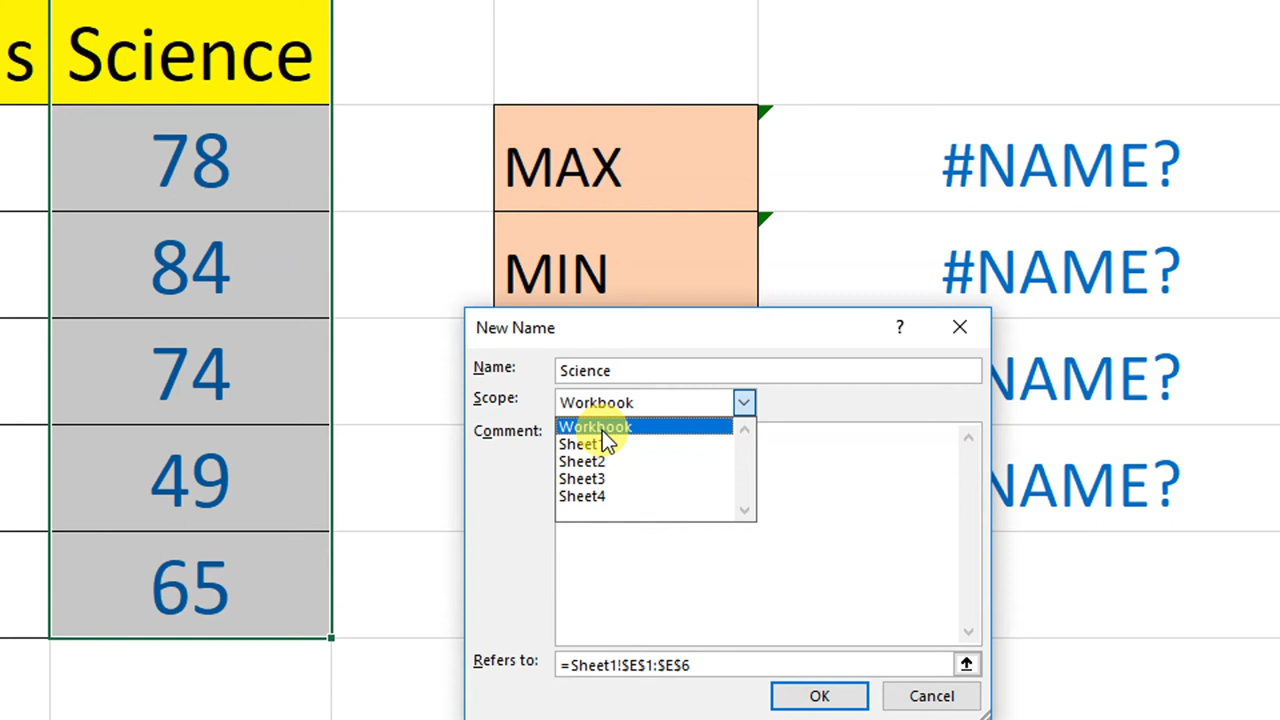 s Science
78 MAX #NAME?
84 MIN #NAME?
74 NAME?
49 NAME?
65
New Name ?
Name: Science
Scope: Workbook
Workbook
Sheet1
Sheet2
Sheet3
Sheet4
Comment:
Refers to: =Sheet1!$E$1:$E$6
OK Cancel